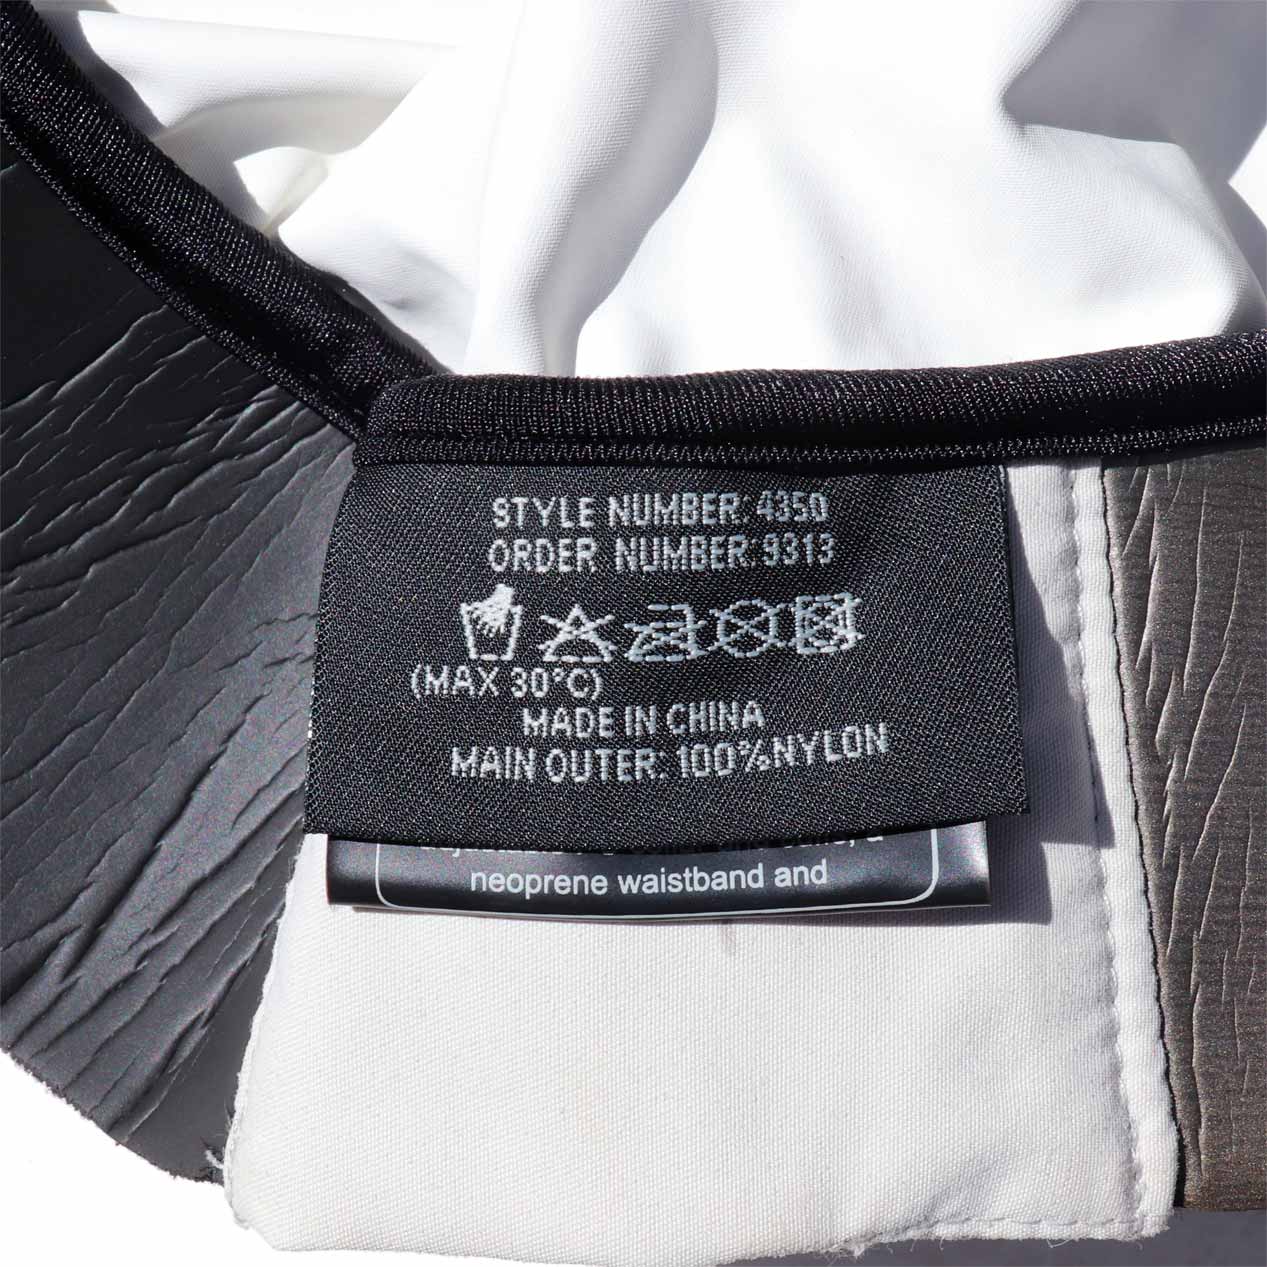 STYLE NUMBER: 4350
ORDER NUMBER: 9313
(MAX 30°C)
MADE IN CHINA
MAIN OUTER: 100%NYLON
neoprene waistband and